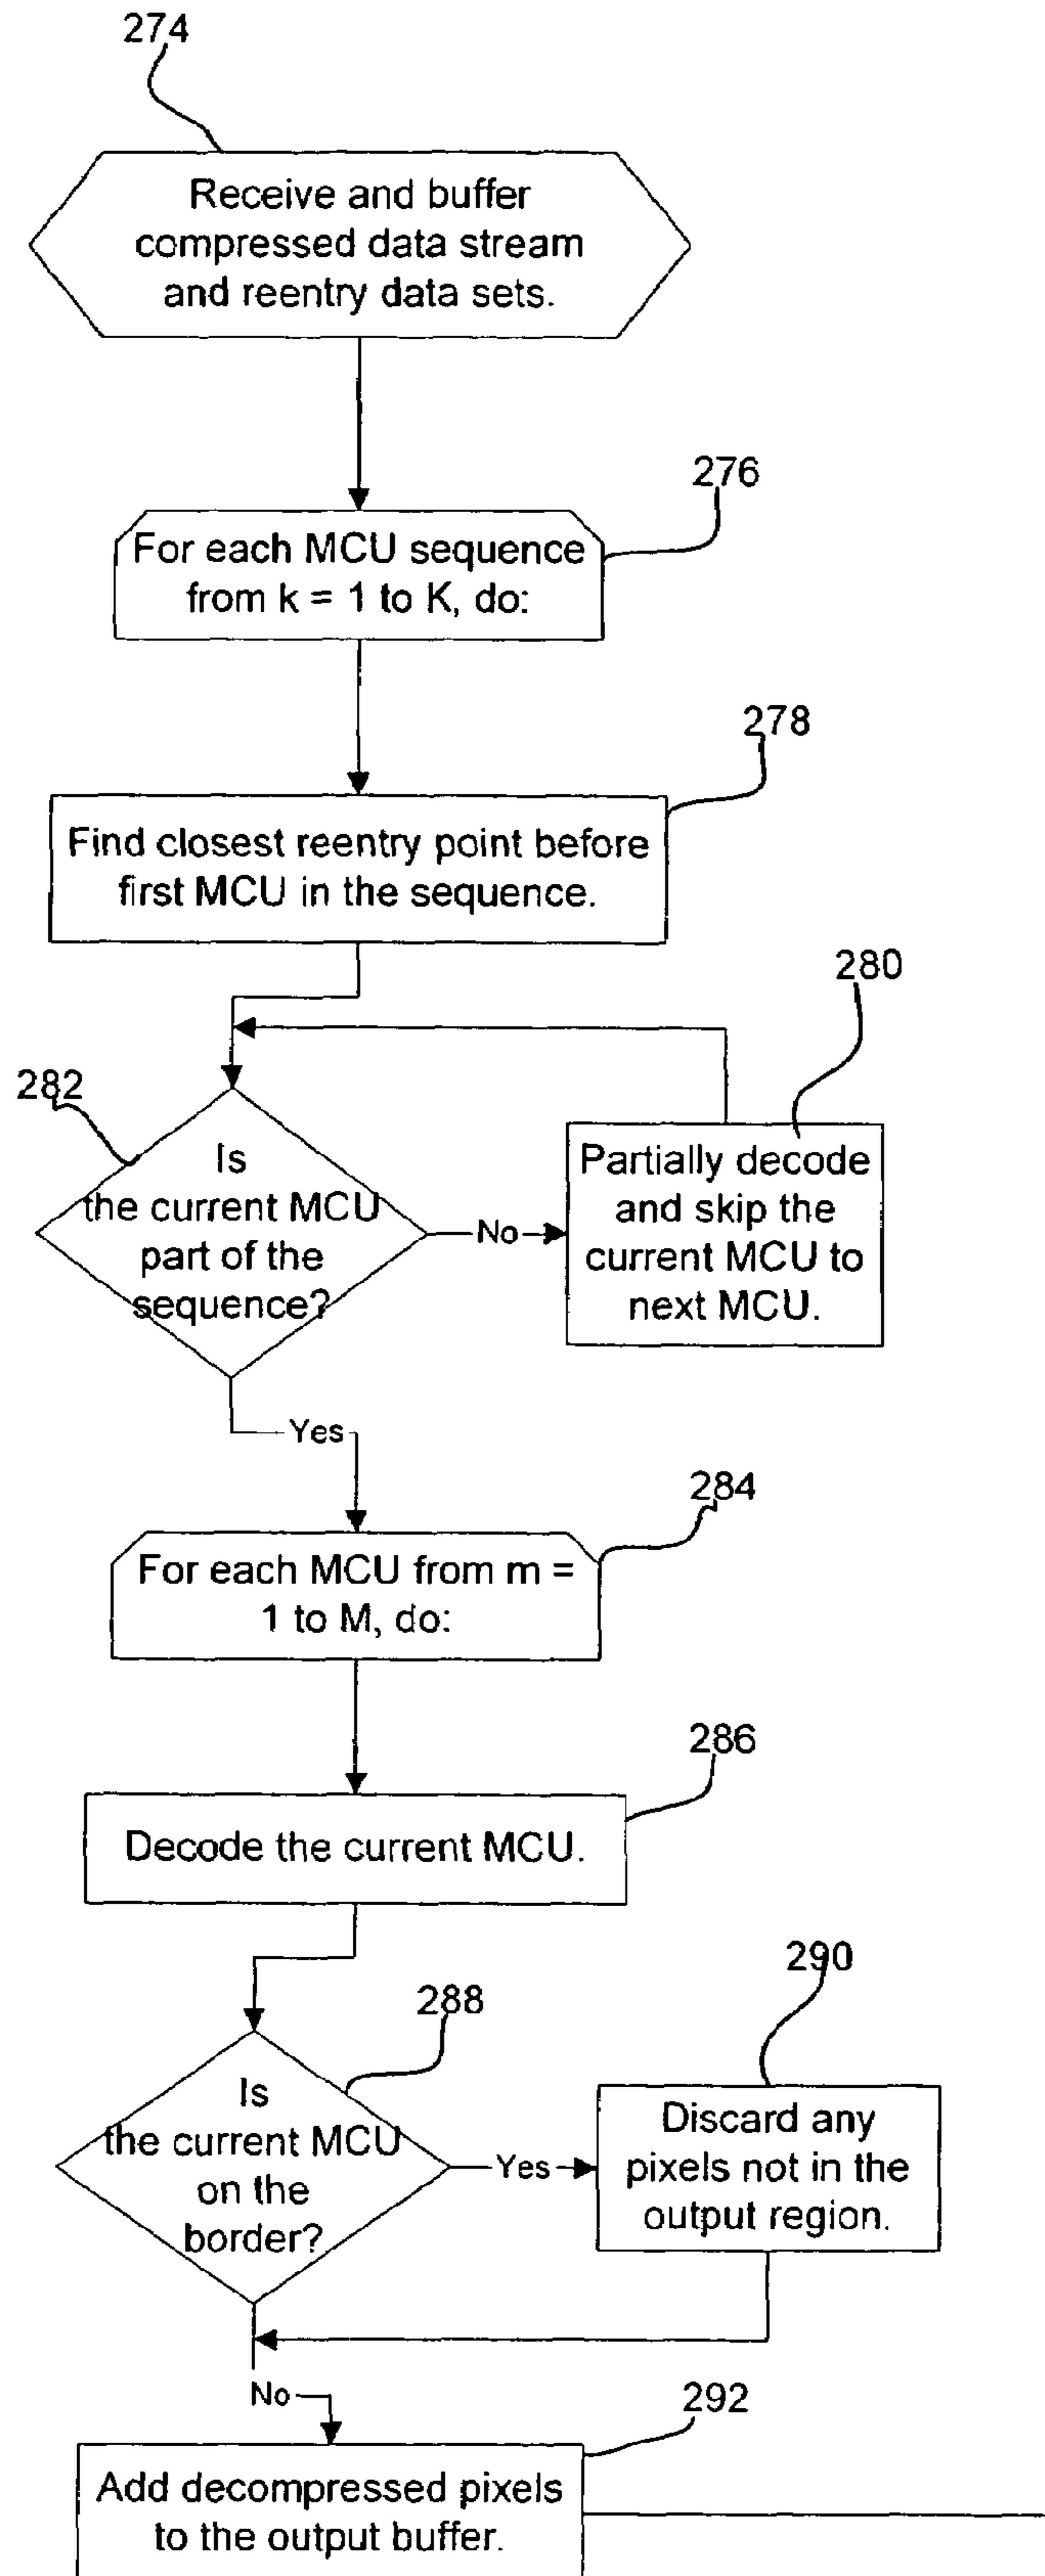 274
Receive and buffer
compressed data stream
and reentry data sets.
276
For each MCU sequence
from k = 1 to K, do:
278
Find closest reentry point before
first MCU in the sequence.
280
282
Is
the current MCU
part of the
sequence?
No
Partially decode
and skip the
current MCU to
next MCU.
Yes
284
For each MCU from m =
1 to M, do:
286
Decode the current MCU.
288
290
Is
the current MCU
on the
border?
Yes
Discard any
pixels not in the
output region.
No
292
Add decompressed pixels
to the output buffer.